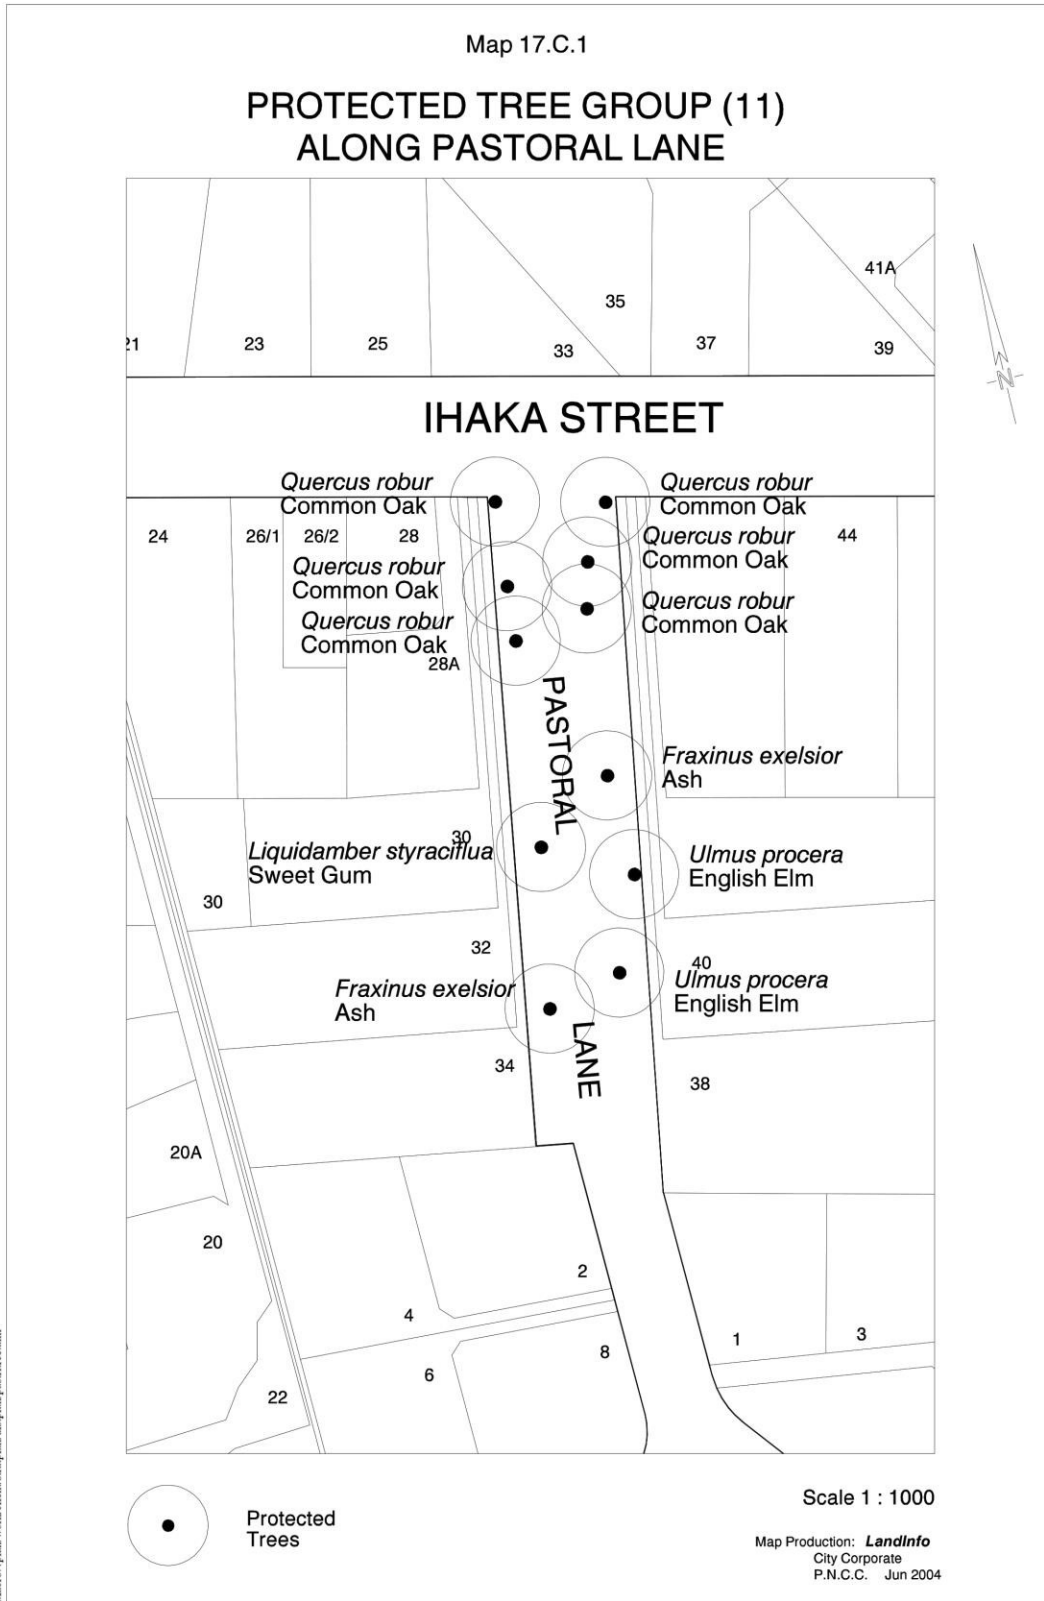 Map 17.C.1
PROTECTED TREE GROUP (11)
ALONG PASTORAL LANE
41A
35
21
23
25
33
37
39
N
IHAKA STREET
Quercus robur
Common Oak
Quercus robur
Common Oak
24
26/1
26/2
28
Quercus robur
Common Oak
44
Quercus robur
Common Oak
Quercus robur
Common Oak
Quercus robur
Common Oak
28A
PASTORAL
Fraxinus exelsior
Ash
30
Liquidamber styraciflua
Sweet Gum
Ulmus procera
English Elm
30
32
40
Fraxinus exelsior
Ash
Ulmus procera
English Elm
LANE
34
38
20A
20
2
4
1
3
8
6
22
Protected
Trees
Scale 1 : 1000
Map Production: LandInfo
City Corporate
P.N.C.C. Jun 2004